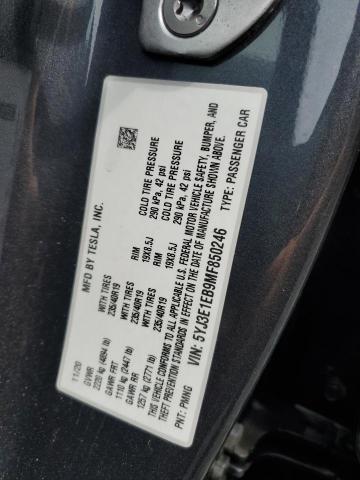 MFD BY TESLA, INC.
11/20
GVWR
2220 kg (4894 lb)
GAWR FRT
1110 kg (2447 lb)
GAWR RR
1257 kg (2771 lb)
WITH TIRES
235/40R19
WITH TIRES
235/40R19
RIM
19X8.5J
RIM
19X8.5J
COLD TIRE PRESSURE
290 kPa, 42 psi
COLD TIRE PRESSURE
290 kPa, 42 psi
THIS VEHICLE CONFORMS TO ALL APPLICABLE U.S. FEDERAL MOTOR VEHICLE SAFETY, BUMPER, AND
THEFT PREVENTION STANDARDS IN EFFECT ON THE DATE OF MANUFACTURE SHOWN ABOVE.
PNT: PMNG
VIN: 5YJ3E1EB9MF850246
TYPE: PASSENGER CAR